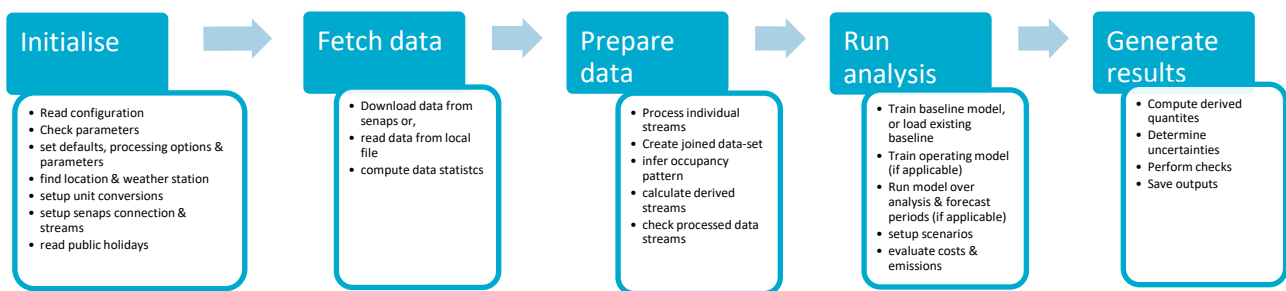 Initialise
• Read configuration
• Check parameters
• set defaults, processing options &
parameters
• find location & weather station
• setup unit conversions
• setup senaps connection &
streams
• read public holidays
Fetch data
• Download data from
senaps or,
• read data from local
file
• compute data statistcs
Prepare
data
• Process individual
streams
• Create joined data-set
• infer occupancy
pattern
• calculate derived
streams
• check processed data
streams
Run
analysis
• Train baseline model,
or load existing
baseline
• Train operating model
(if applicable)
• Run model over
analysis & forecast
periods (if applicable)
• setup scenarios
• evaluate costs &
emissions
Generate
results
• Compute derived
quantites
• Determine
uncertainties
• Perform checks
• Save outputs